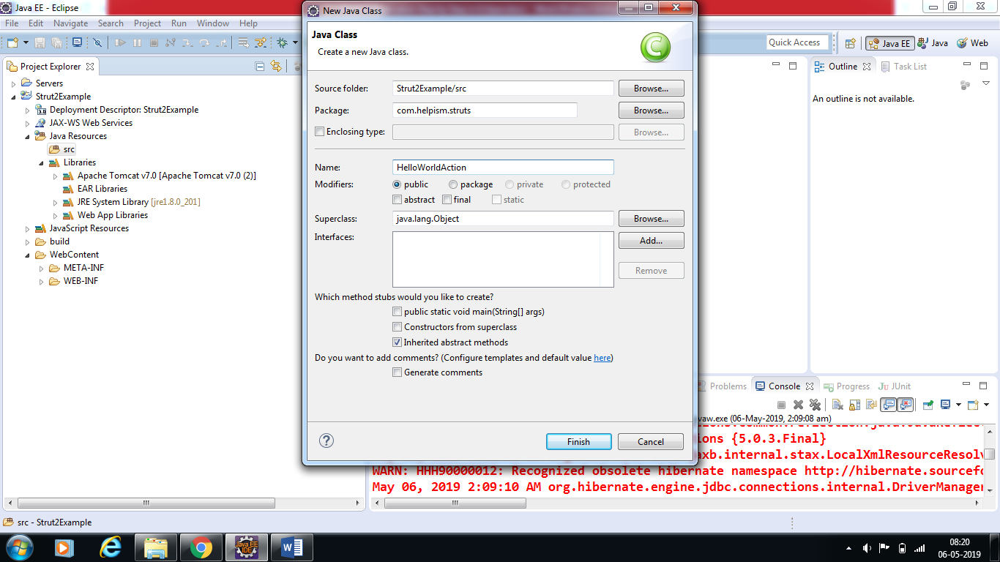 Java EE - Eclipse
File Edit Navigate Search Project Run Window Help
Quick Access
Java EE
Java
Web
Project Explorer
Servers
Strut2Example
3.0 Deployment Descriptor: Strut2Example
JAX-WS Web Services
Java Resources
src
Libraries
Apache Tomcat v7.0 [Apache Tomcat v7.0 (2)]
EAR Libraries
JRE System Library [jre1.8.0_201]
Web App Libraries
JavaScript Resources
build
WebContent
META-INF
WEB-INF
New Java Class
Java Class
Create a new Java class.
C
Source folder: Strut2Example/src Browse...
Package: com.helpism.struts Browse...
Enclosing type: Browse...
Name: HelloWorldAction
Modifiers: public package private protected
abstract final static
Superclass: java.lang.Object Browse...
Interfaces: Add...
Remove
Which method stubs would you like to create?
public static void main(String[] args)
Constructors from superclass
Inherited abstract methods
Do you want to add comments? (Configure templates and default value here)
Generate comments
? Finish Cancel
Outline Task List
An outline is not available.
Problems Console Progress Ju JUnit
vaw.exe (06-May-2019, 2:09:08 am)
ions {5.0.3.Final}
axb.internal.stax.LocalXmlResourceResolv
WARN: HHH90000012: Recognized obsolete hibernate namespace http://hibernate.sourcefo
May 06, 2019 2:09:10 AM org.hibernate.engine.jdbc.connections.internal.DriverManager
src - Strut2Example
Java EE
IDE
W
08:20
06-05-2019